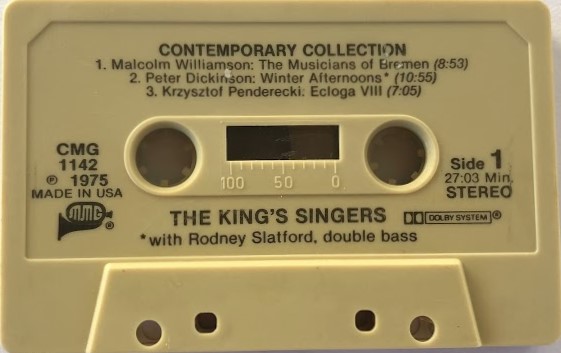 CONTEMPORARY COLLECTION
1. Malcolm Williamson: The Musicians of Bremen (8:53)
2. Peter Dickinson: Winter Afternoons* (10:55)
3. Krzysztof Penderecki: Ecloga VIII (7:05)
CMG
1142
℗ 1975
MADE IN USA
MMG®
100 50 0
Side 1
27:03 Min.
STEREO
THE KING'S SINGERS
DOLBY SYSTEM®
*with Rodney Slatford, double bass